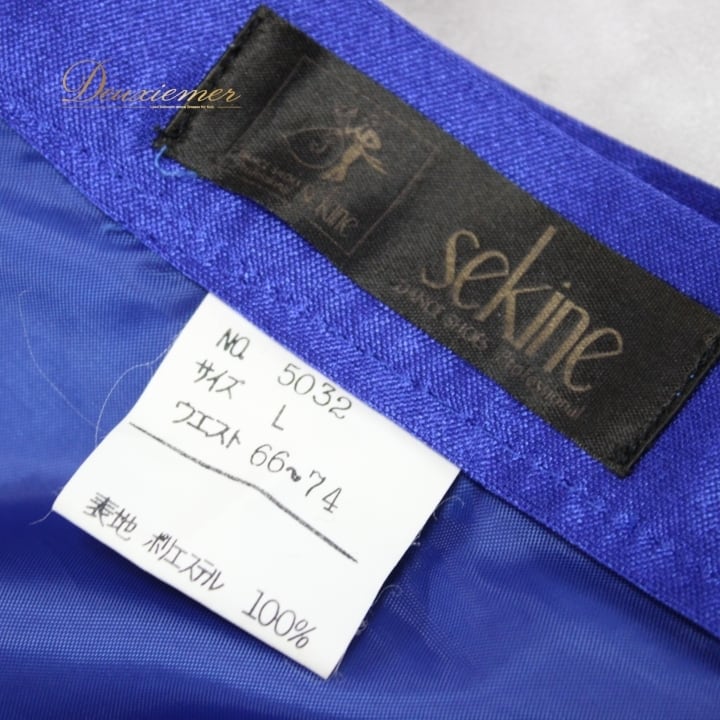 Deuxiemer
SEKINE
sekine
DANCE SHOES Professional
NO. 5032
サイズ L
ウエスト 66~74
表地 ポリエステル 100%